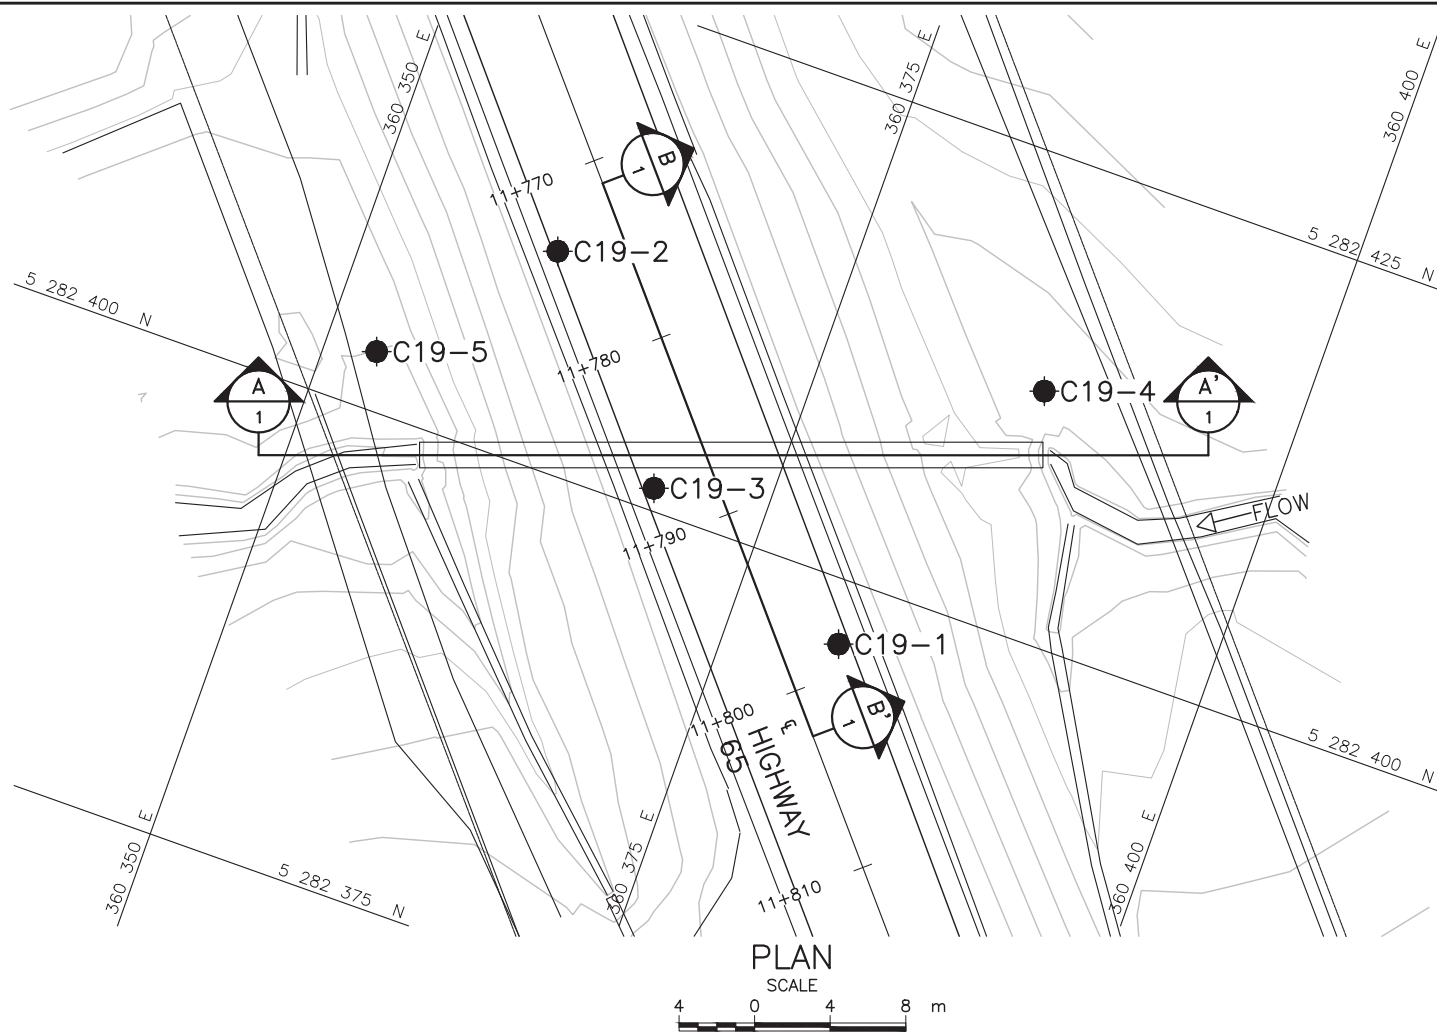 360 350 E
360 375 E
360 400 E
11+770
B
1
C19-2
5 282 425 N
5 282 400 N
C19-5
11+780
A
1
C19-4
A'
1
C19-3
FLOW
11+790
C19-1
11+800
B'
1
℄
HIGHWAY
65
5 282 400 N
360 350 E
360 375 E
360 400 E
5 282 375 N
11+810
PLAN
SCALE
4 0 4 8 m